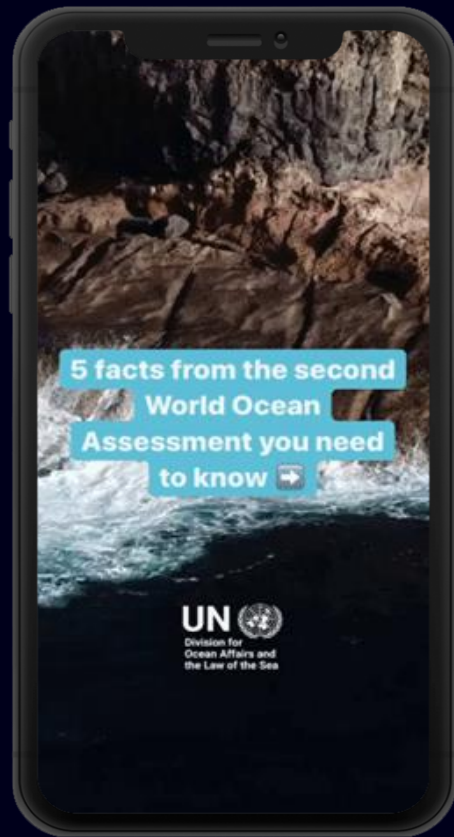 5 facts from the second
World Ocean
Assessment you need
to know ➡️
UN
Division for
Ocean Affairs and
the Law of the Sea